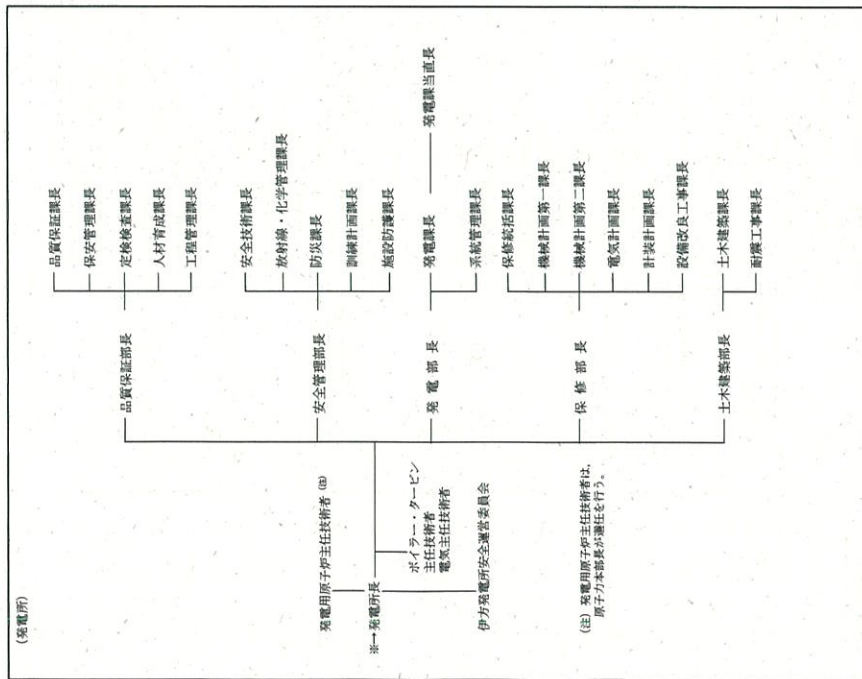 (発電所)
発電用原子炉主任技術者 (注)
※→発電所長
ボイラー・タービン
主任技術者
電気主任技術者
伊方発電所安全運営委員会
(注) 発電用原子炉主任技術者は、
原子力本部長が選任を行う。
品質保証部長
品質保証課長
保安管理課長
定検検査課長
人材育成課長
工程管理課長
安全管理部長
安全技術課長
放射線・化学管理課長
防災課長
訓練計画課長
施設防護課長
発電部長
発電課長
発電課当直長
系統管理課長
保修部長
保修統括課長
機械計画第一課長
機械計画第二課長
電気計画課長
計装計画課長
設備改良工事課長
土木建築部長
土木建築課長
耐震工事課長